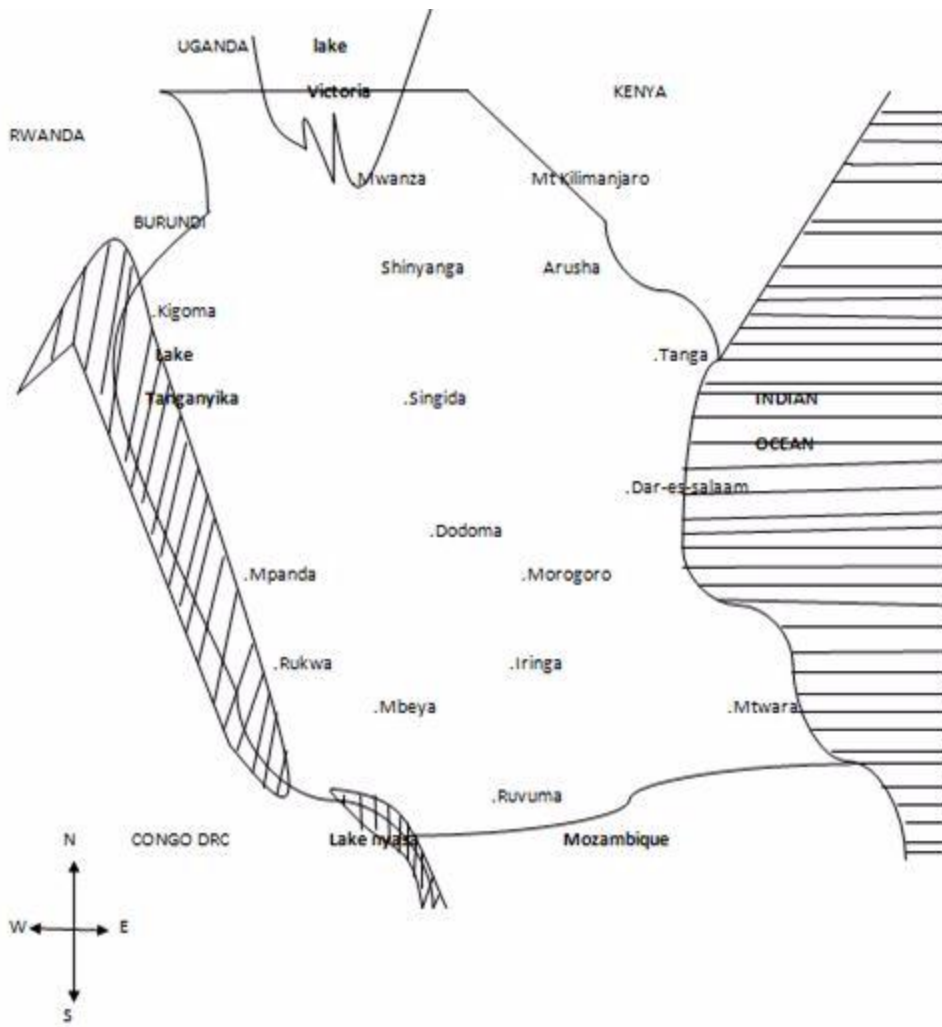 UGANDA lake
Victoria KENYA
RWANDA
Mwanza Mt Kilimanjaro
BURUNDI
Shinyanga Arusha
.Kigoma
Lake .Tanga
Tanganyika .Singida INDIAN
OCEAN
.Dar-es-salaam
.Dodoma
.Mpanda .Morogoro
.Rukwa .Iringa
.Mbeya .Mtwara
.Ruvuma
N CONGO DRC Lake nyasa Mozambique
W E
S